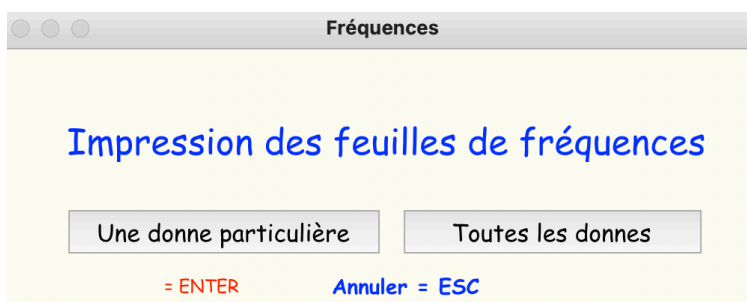 Fréquences
Impression des feuilles de fréquences
Une donne particulière Toutes les donnes
= ENTER Annuler = ESC